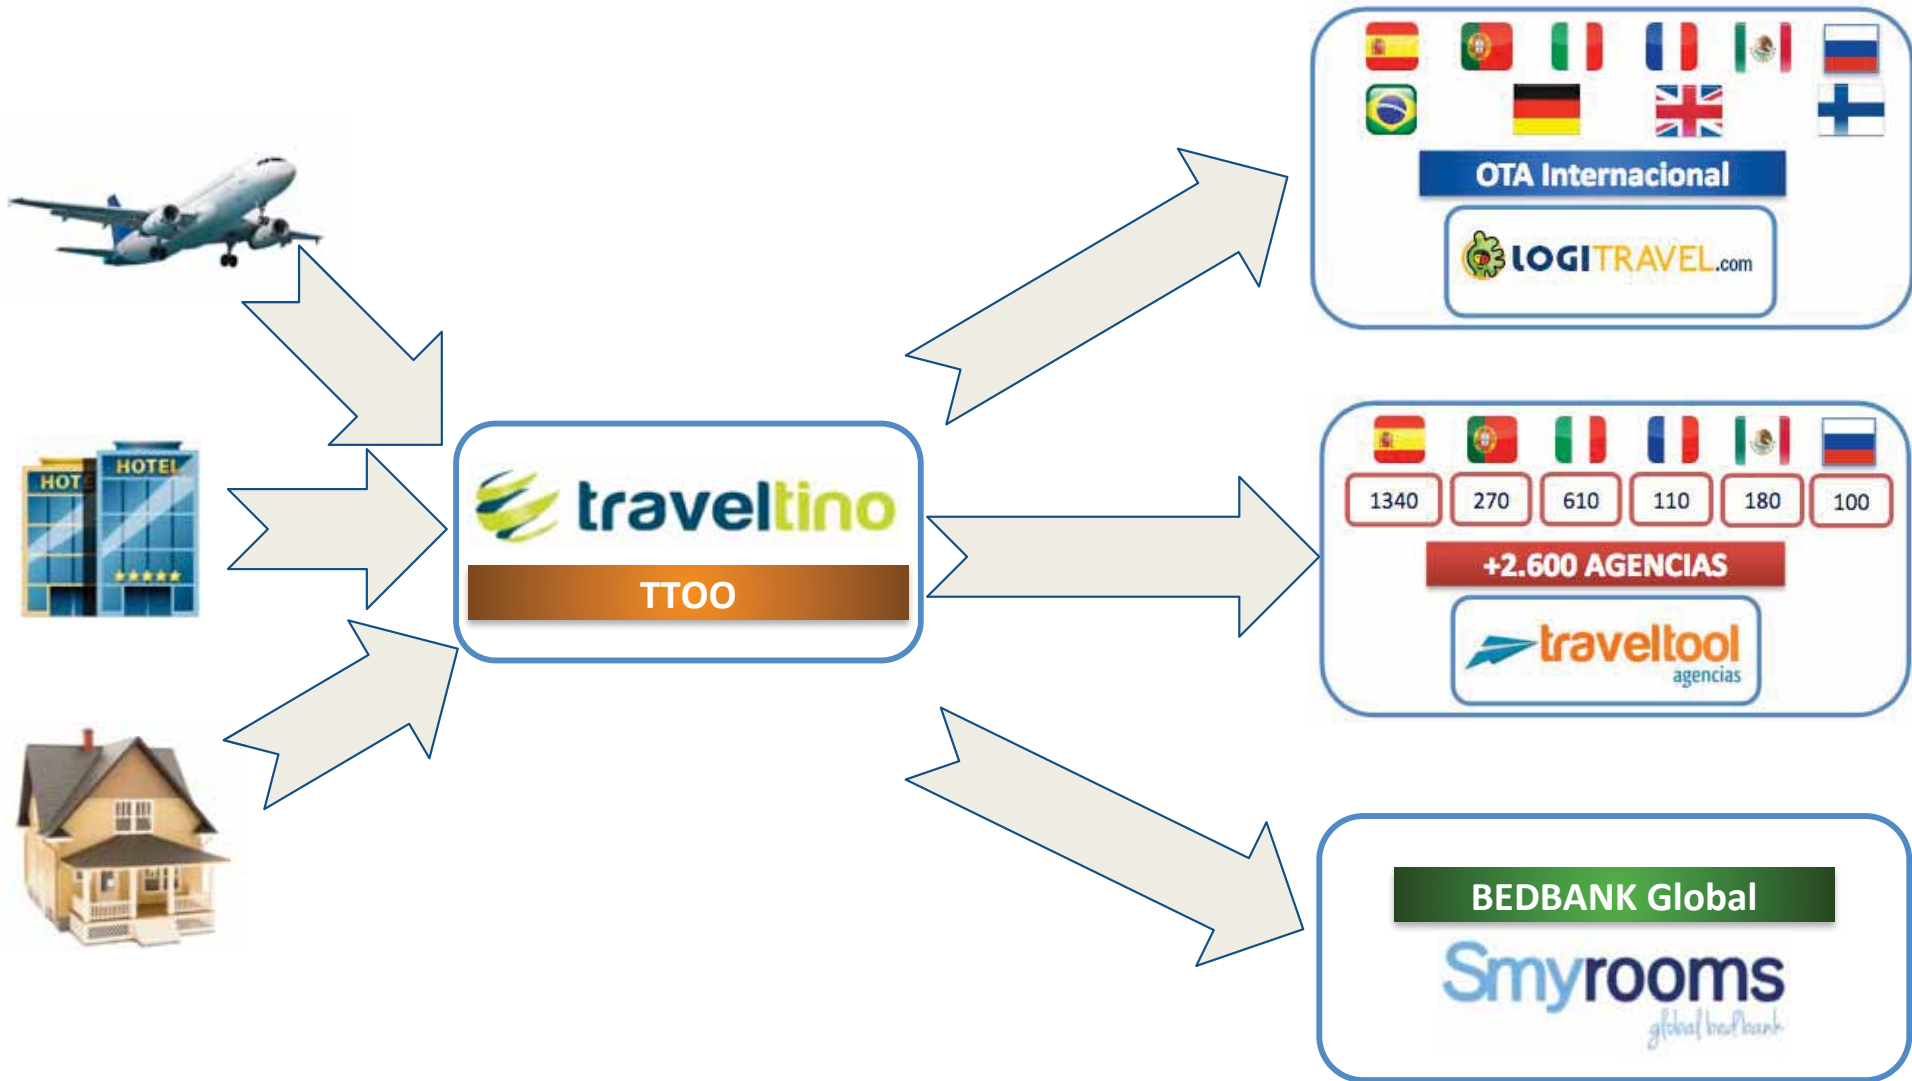 HOTEL
HOTE
traveltino
TTOO
OTA Internacional
LOGITRAVEL.com
1340 270 610 110 180 100
+2.600 AGENCIAS
traveltool
agencias
BEDBANK Global
Smyrooms
global bedbank